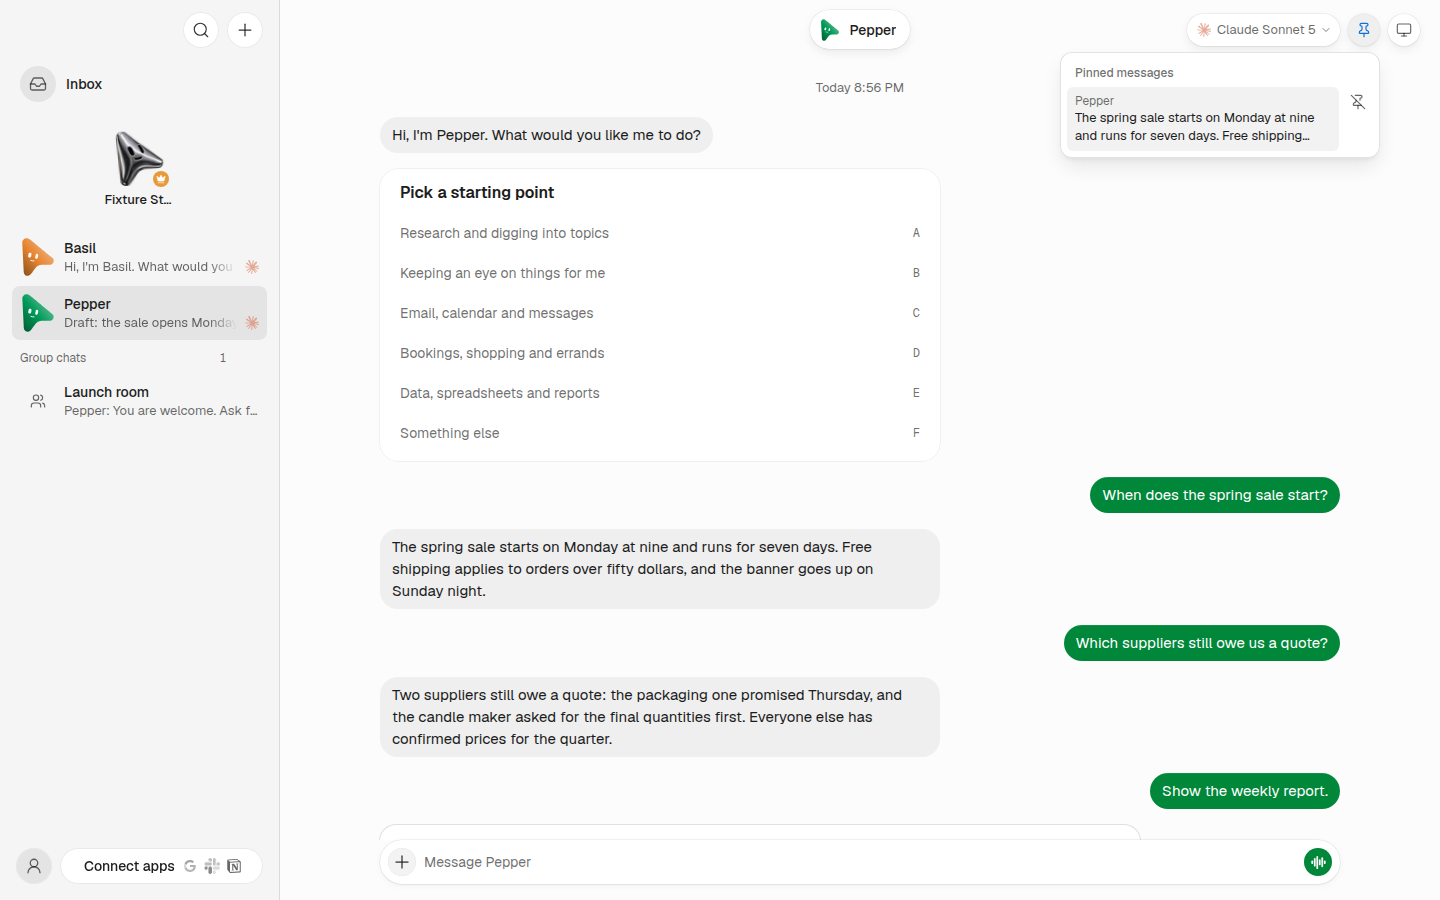 Inbox
Fixture St...
Basil
Hi, I'm Basil. What would you
Pepper
Draft: the sale opens Monday
Group chats 1
Launch room
Pepper: You are welcome. Ask f...
Connect apps
Pepper
Claude Sonnet 5
Pinned messages
Pepper
The spring sale starts on Monday at nine
and runs for seven days. Free shipping...
Today 8:56 PM
Hi, I'm Pepper. What would you like me to do?
Pick a starting point
Research and digging into topics A
Keeping an eye on things for me B
Email, calendar and messages C
Bookings, shopping and errands D
Data, spreadsheets and reports E
Something else F
When does the spring sale start?
The spring sale starts on Monday at nine and runs for seven days. Free
shipping applies to orders over fifty dollars, and the banner goes up on
Sunday night.
Which suppliers still owe us a quote?
Two suppliers still owe a quote: the packaging one promised Thursday, and
the candle maker asked for the final quantities first. Everyone else has
confirmed prices for the quarter.
Show the weekly report.
Message Pepper